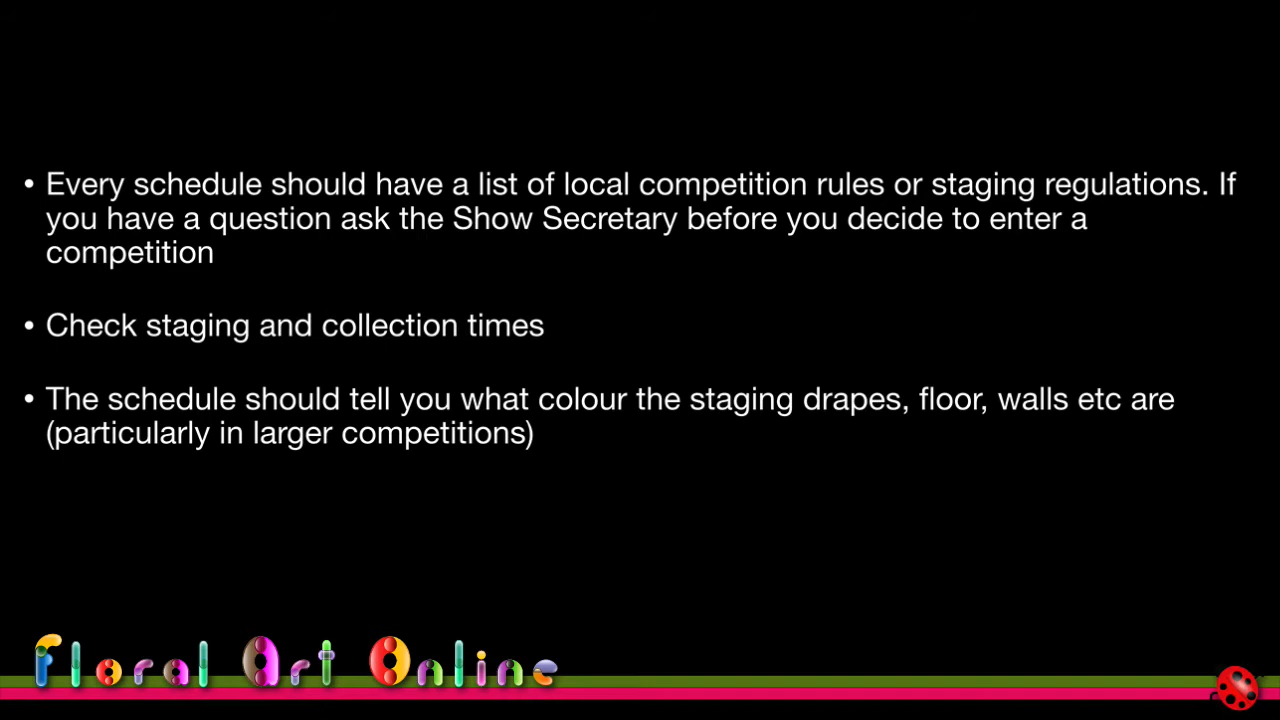 • Every schedule should have a list of local competition rules or staging regulations. If
you have a question ask the Show Secretary before you decide to enter a
competition
• Check staging and collection times
• The schedule should tell you what colour the staging drapes, floor, walls etc are
(particularly in larger competitions)
Floral Art Online